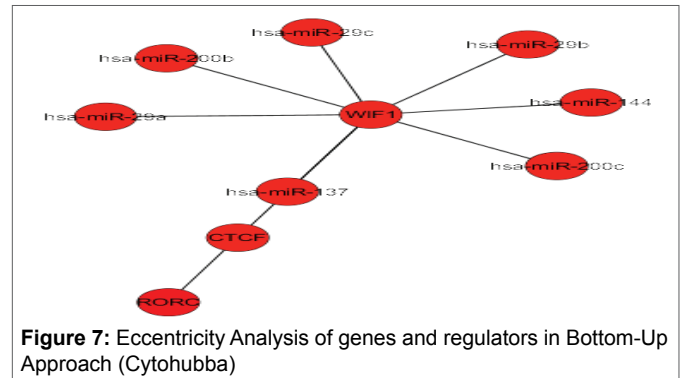 hsa-miR-29c
hsa-miR-29b
hsa-miR-200b
hsa-miR-144
hsa-miR-29a
WIF1
hsa-miR-200c
hsa-miR-137
CTCF
RORC
Figure 7: Eccentricity Analysis of genes and regulators in Bottom-Up
Approach (Cytohubba)